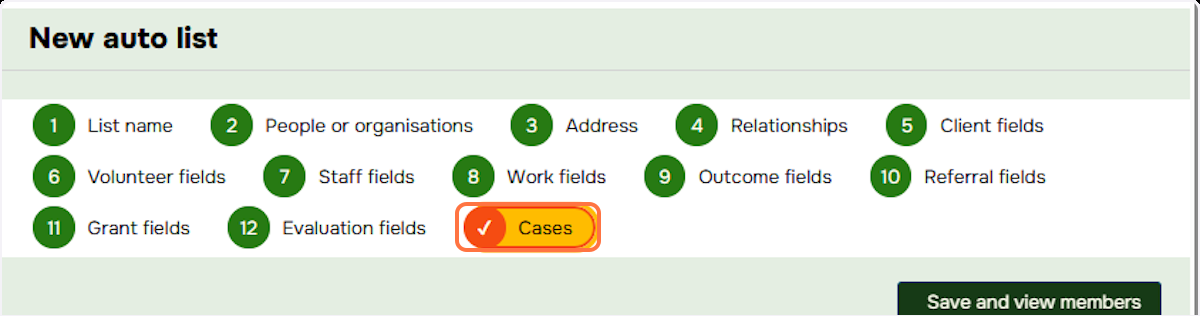 New auto list
1 List name 2 People or organisations 3 Address 4 Relationships 5 Client fields
6 Volunteer fields 7 Staff fields 8 Work fields 9 Outcome fields 10 Referral fields
11 Grant fields 12 Evaluation fields ✓ Cases
Save and view members